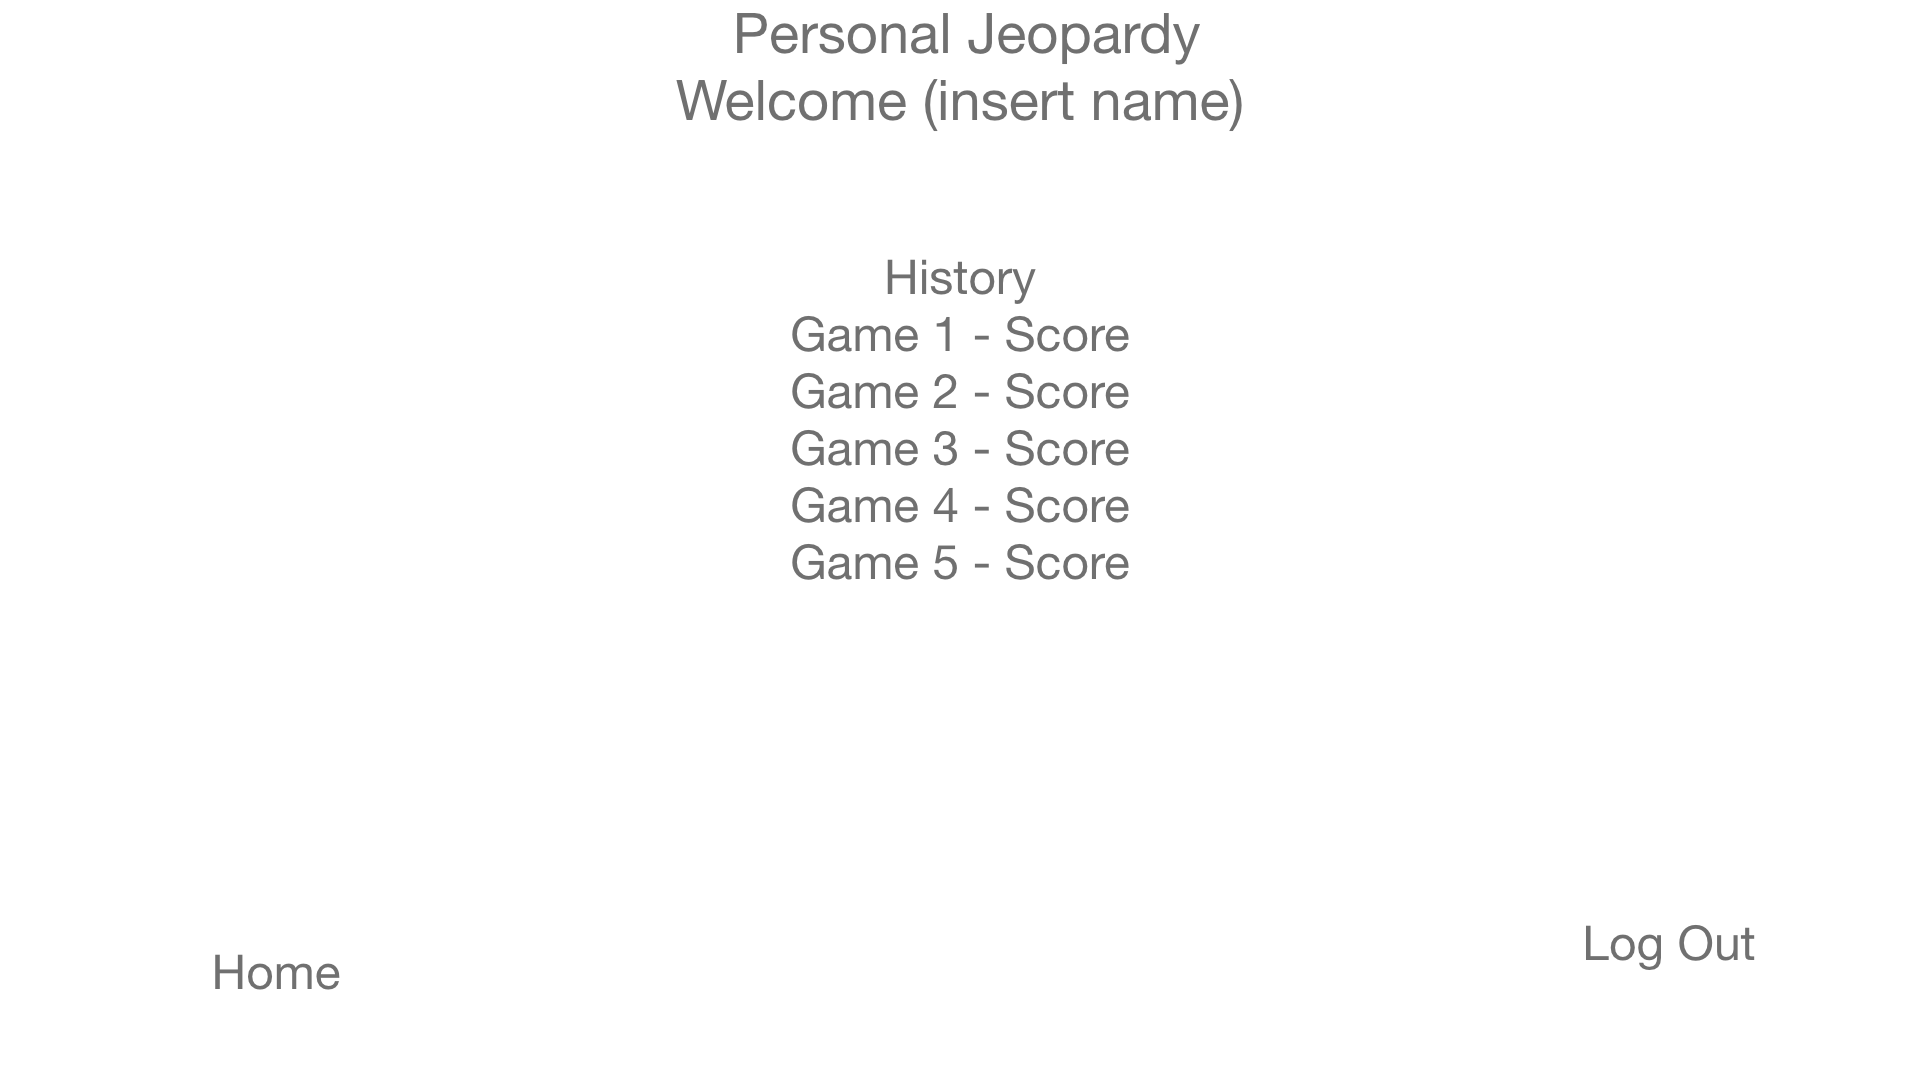 Personal Jeopardy
Welcome (insert name)
History
Game 1 - Score
Game 2 - Score
Game 3 - Score
Game 4 - Score
Game 5 - Score
Home
Log Out